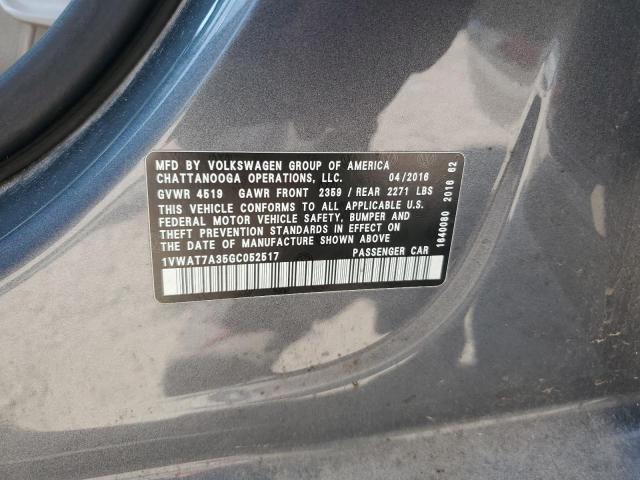 MFD BY VOLKSWAGEN GROUP OF AMERICA
CHATTANOOGA OPERATIONS, LLC. 04/2016
GVWR 4519 GAWR FRONT 2359 / REAR 2271 LBS
THIS VEHICLE CONFORMS TO ALL APPLICABLE U.S.
FEDERAL MOTOR VEHICLE SAFETY, BUMPER AND
THEFT PREVENTION STANDARDS IN EFFECT ON
THE DATE OF MANUFACTURE SHOWN ABOVE.
1VWAT7A35GC052517 PASSENGER CAR
1640080 2016 62